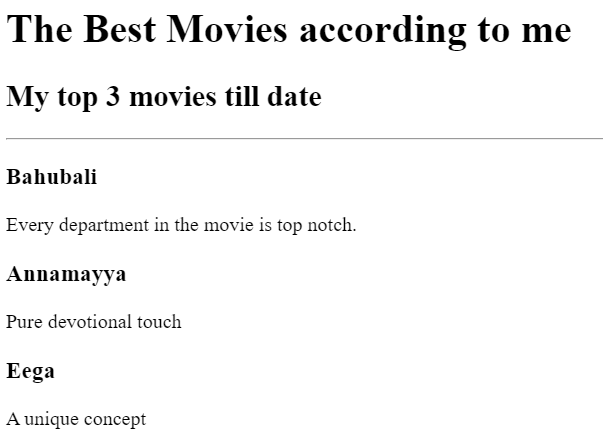 The Best Movies according to me
My top 3 movies till date
Bahubali
Every department in the movie is top notch.
Annamayya
Pure devotional touch
Eega
A unique concept